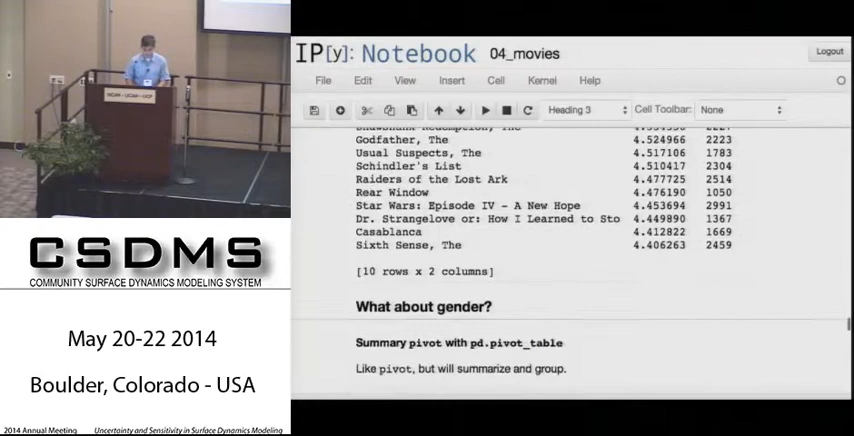 NCAR • UCAR • UCP
CSDMS
COMMUNITY SURFACE DYNAMICS MODELING SYSTEM
May 20-22 2014
Boulder, Colorado - USA
2014 Annual Meeting Uncertainty and Sensitivity in Surface Dynamics Modeling
IP[y]: Notebook 04_movies
Logout
File Edit View Insert Cell Kernel Help
Heading 3 Cell Toolbar: None
Godfather, The 4.524966 2223
Usual Suspects, The 4.517106 1783
Schindler's List 4.510417 2304
Raiders of the Lost Ark 4.477725 2514
Rear Window 4.476190 1050
Star Wars: Episode IV - A New Hope 4.453694 2991
Dr. Strangelove or: How I Learned to Sto 4.449890 1367
Casablanca 4.412822 1669
Sixth Sense, The 4.406263 2459
[10 rows x 2 columns]
What about gender?
Summary pivot with pd.pivot_table
Like pivot, but will summarize and group.